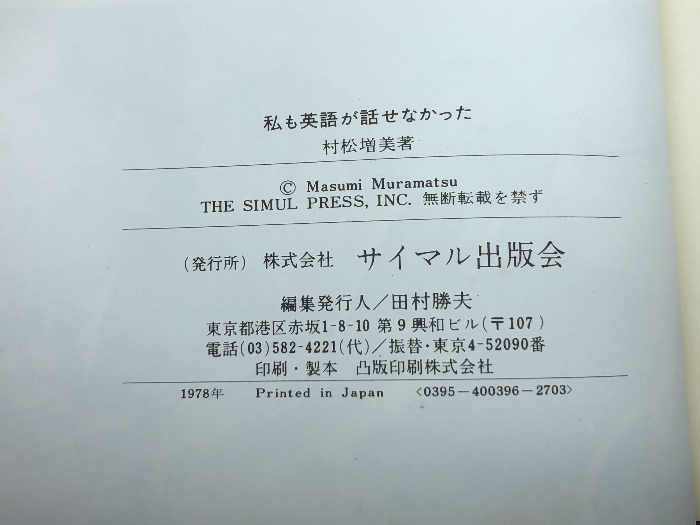 私も英語が話せなかった
村松増美著
© Masumi Muramatsu
THE SIMUL PRESS, INC. 無断転載を禁ず
(発行所) 株式会社 サイマル出版会
編集発行人/田村勝夫
東京都港区赤坂1-8-10 第9興和ビル(〒107)
電話(03)582-4221(代)/振替・東京4-52090番
印刷・製本 凸版印刷株式会社
1978年 Printed in Japan <0395-400396-2703>